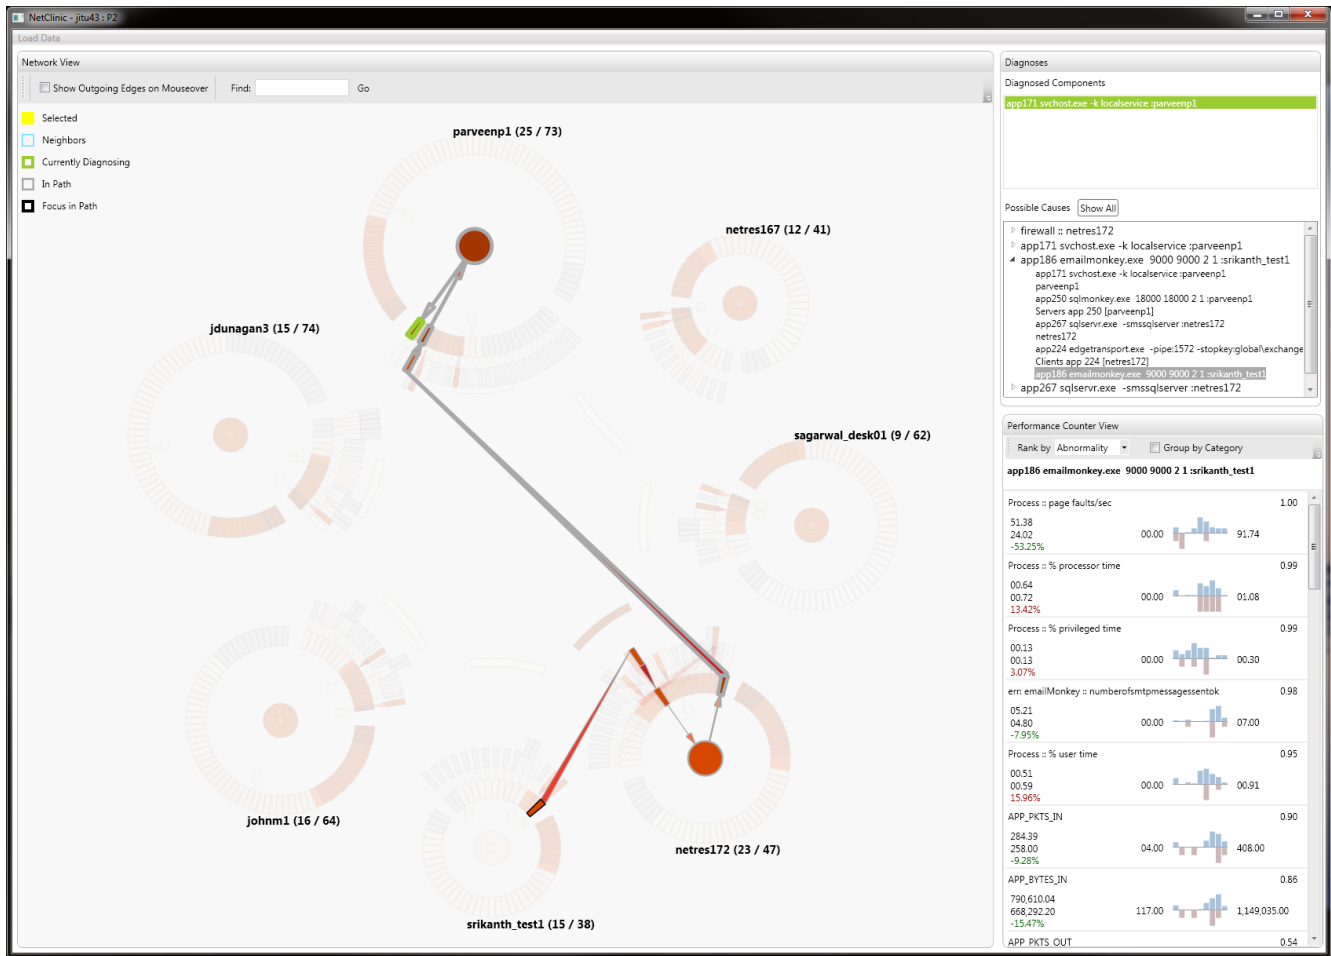 NetClinic - jitu43 : P2
Load Data
Network View
Show Outgoing Edges on Mouseover
Find:
Go
Selected
Neighbors
Currently Diagnosing
In Path
Focus in Path
parveenp1 (25 / 73)
netres167 (12 / 41)
jdunagan3 (15 / 74)
sagarwal_desk01 (9 / 62)
johnm1 (16 / 64)
netres172 (23 / 47)
srikanth_test1 (15 / 38)
Diagnoses
Diagnosed Components
app171 svchost.exe -k localservice :parveenp1
Possible Causes Show All
firewall :: netres172
app171 svchost.exe -k localservice :parveenp1
app186 emailmonkey.exe 9000 9000 2 1 :srikanth_test1
app171 svchost.exe -k localservice :parveenp1
parveenp1
app250 sqlmonkey.exe 18000 18000 2 1 :parveenp1
Servers app 250 [parveenp1]
app267 sqlservr.exe -smssqlserver :netres172
netres172
app224 edgetransport.exe -pipe:1572 -stopkey:global\exchange
Clients app 224 [netres172]
app186 emailmonkey.exe 9000 9000 2 1 :srikanth_test1
app267 sqlservr.exe -smssqlserver :netres172
Performance Counter View
Rank by Abnormality Group by Category
app186 emailmonkey.exe 9000 9000 2 1 :srikanth_test1
Process :: page faults/sec 1.00
51.38
24.02 00.00 91.74
-53.25%
Process :: % processor time 0.99
00.64
00.72 00.00 01.08
13.42%
Process :: % privileged time 0.99
00.13
00.13 00.00 00.30
3.07%
err: emailMonkey :: numberofsmtpmessagessentok 0.98
05.21
04.80 00.00 07.00
-7.95%
Process :: % user time 0.95
00.51
00.59 00.00 00.91
15.96%
APP_PKTS_IN 0.90
284.39
258.00 04.00 408.00
-9.28%
APP_BYTES_IN 0.86
790,610.04
668,292.20 117.00 1,149,035.00
-15.47%
APP PKTS OUT 0.54